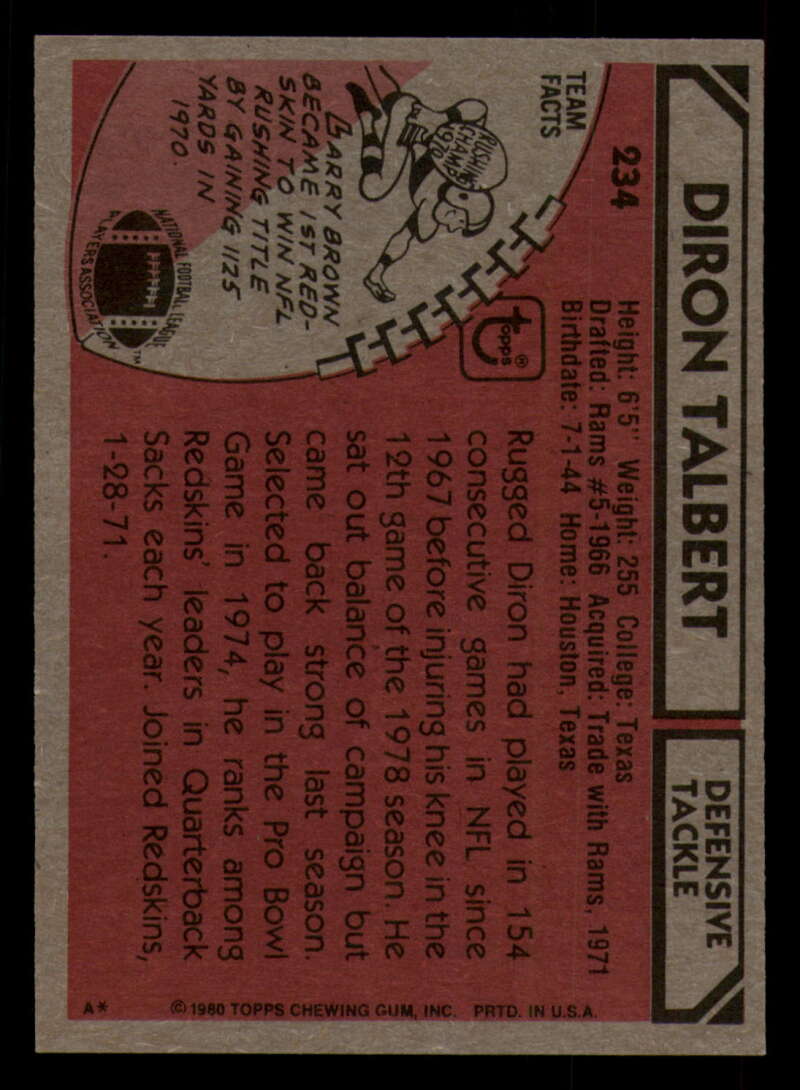 234
DIRON TALBERT
DEFENSIVE
TACKLE
Height: 6'5" Weight: 255 College: Texas
Drafted: Rams #5-1966 Acquired: Trade with Rams, 1971
Birthdate: 7-1-44 Home: Houston, Texas
TEAM
FACTS
RUSHING
CHAMP
1970
LARRY BROWN
BECAME 1ST RED-
SKIN TO WIN NFL
RUSHING TITLE
BY GAINING 1125
YARDS IN
1970.
topps®
NATIONAL FOOTBALL LEAGUE
PLAYERS ASSOCIATION
™
Rugged Diron had played in 154
consecutive games in NFL since
1967 before injuring his knee in the
12th game of the 1978 season. He
sat out balance of campaign but
came back strong last season.
Selected to play in the Pro Bowl
Game in 1974, he ranks among
Redskins' leaders in Quarterback
Sacks each year. Joined Redskins,
1-28-71.
A* © 1980 TOPPS CHEWING GUM, INC. PRTD. IN U.S.A.